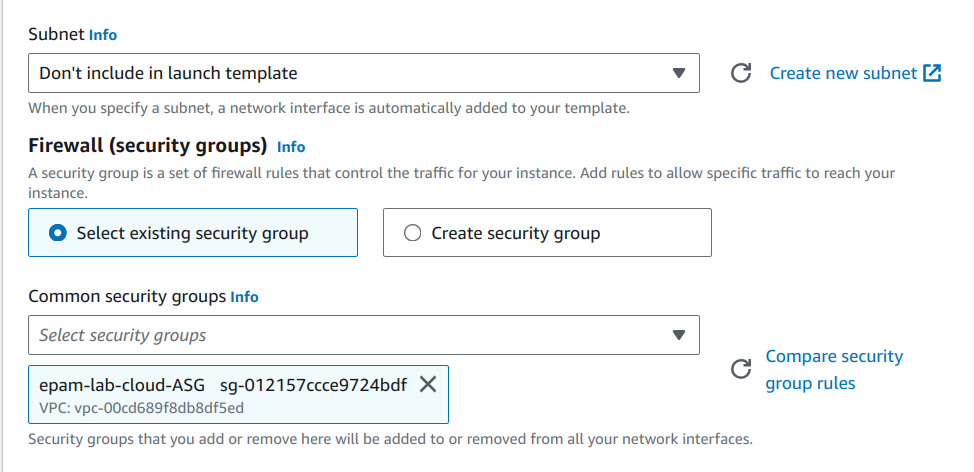 Subnet Info
Don't include in launch template
Create new subnet
When you specify a subnet, a network interface is automatically added to your template.
Firewall (security groups) Info
A security group is a set of firewall rules that control the traffic for your instance. Add rules to allow specific traffic to reach your
instance.
Select existing security group
Create security group
Common security groups Info
Select security groups
Compare security
group rules
epam-lab-cloud-ASG sg-012157ccce9724bdf
VPC: vpc-00cd689f8db8df5ed
Security groups that you add or remove here will be added to or removed from all your network interfaces.